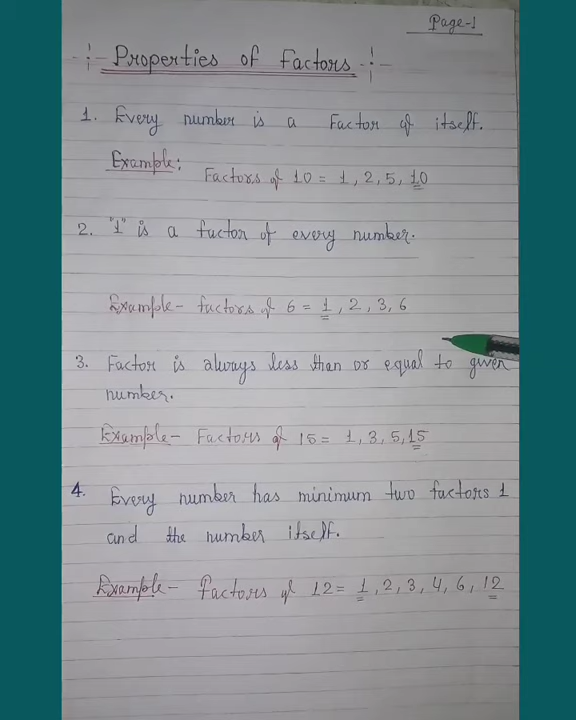 Page-1
Properties of Factors
1. Every number is a Factor of itself.
Example:
Factors of 10 = 1, 2, 5, 10
2. "1" is a factor of every number.
Example- factors of 6 = 1, 2, 3, 6
3. Factor is always less than or equal to given
number.
Example- Factors of 15 = 1, 3, 5, 15
4. Every number has minimum two factors 1
and the number itself.
Example- Factors of 12 = 1, 2, 3, 4, 6, 12